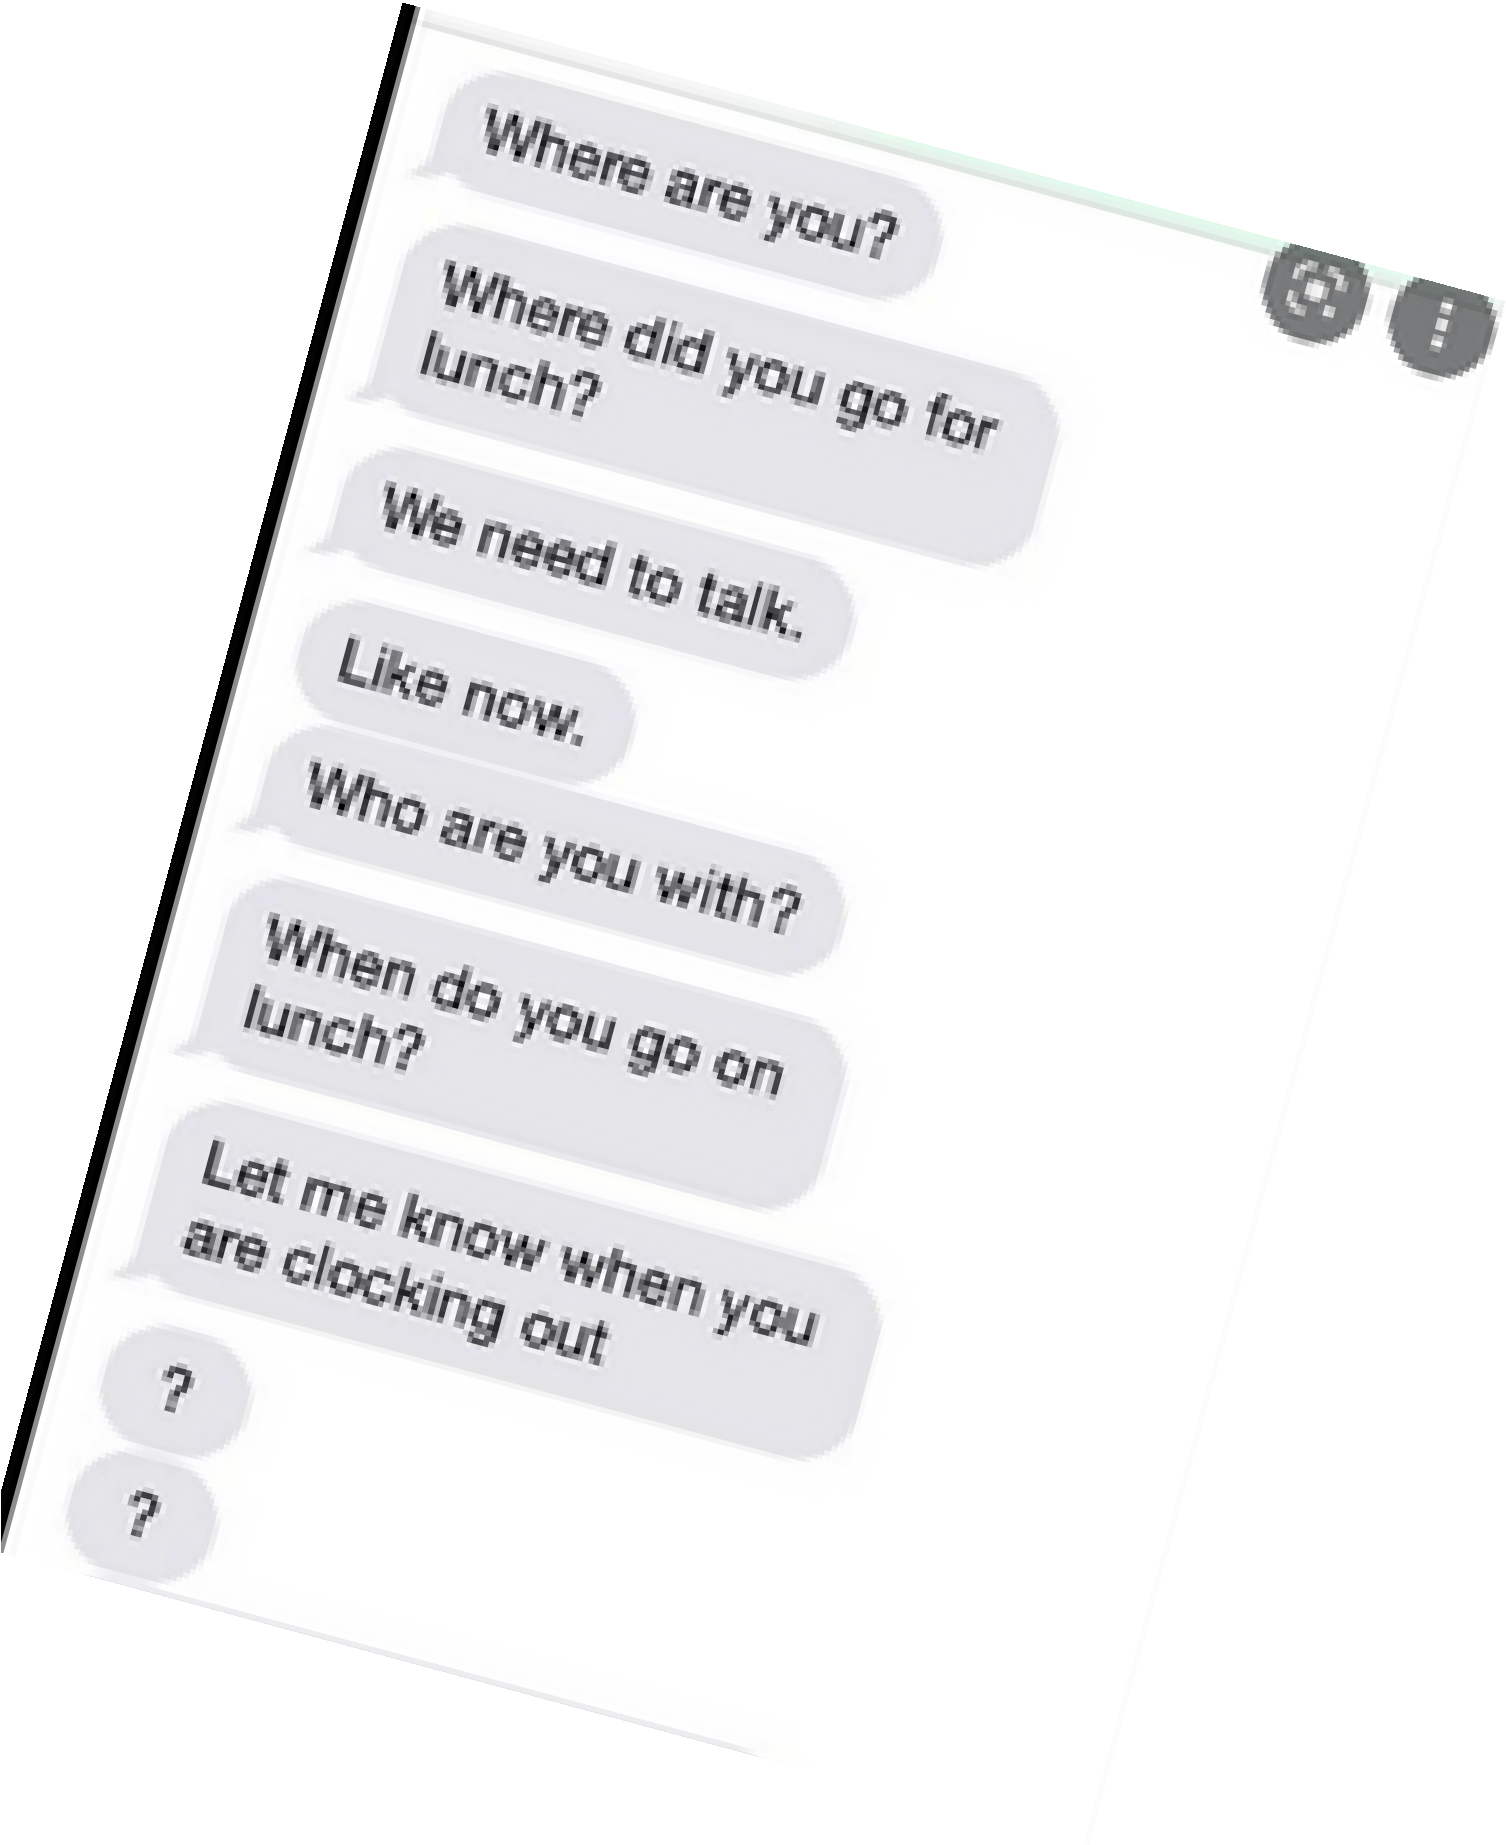 Where are you?
Where did you go for
lunch?
We need to talk.
Like now.
Who are you with?
When do you go on
lunch?
Let me know when you
are clocking out
?
?